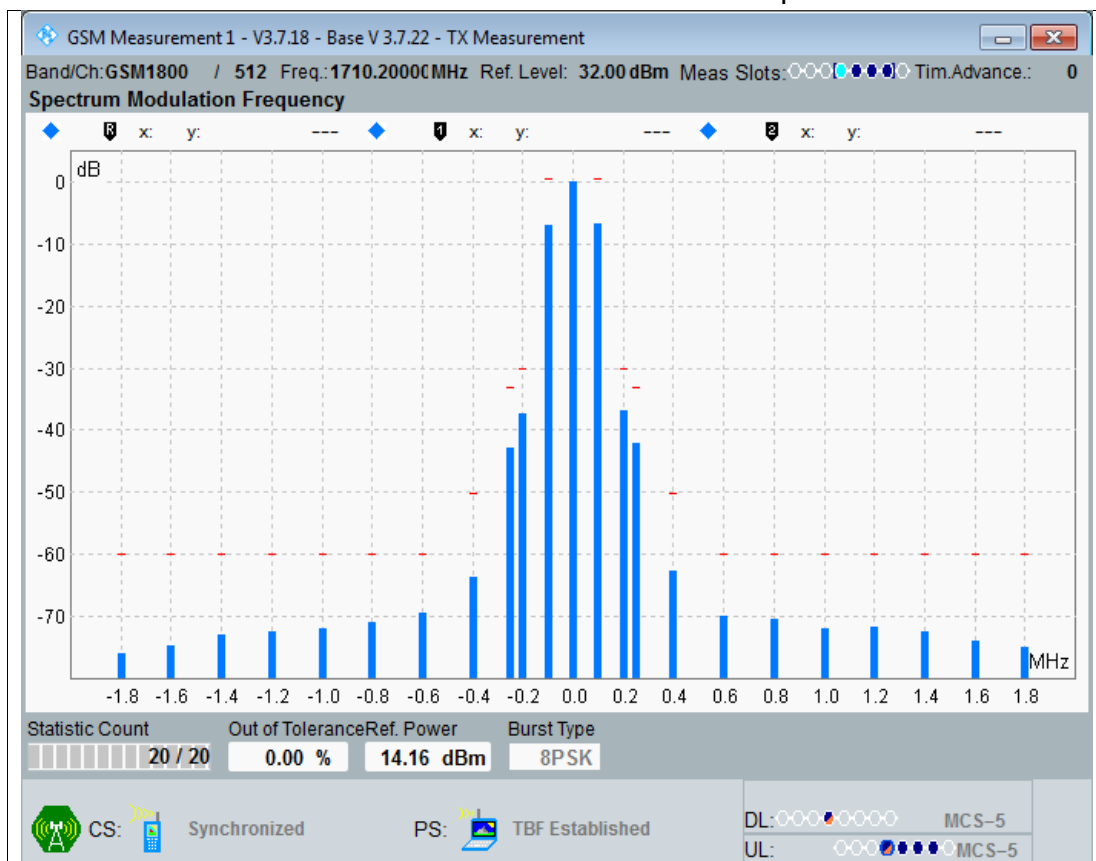 GSM Measurement 1 - V3.7.18 - Base V 3.7.22 - TX Measurement
Band/Ch:GSM1800 / 512 Freq.:1710.20000 MHz Ref. Level: 32.00 dBm Meas Slots: Tim.Advance.: 0
Spectrum Modulation Frequency
R x: y: --- 1 x: y: --- 2 x: y: ---
dB
0
-10
-20
-30
-40
-50
-60
-70
MHz
-1.8 -1.6 -1.4 -1.2 -1.0 -0.8 -0.6 -0.4 -0.2 0.0 0.2 0.4 0.6 0.8 1.0 1.2 1.4 1.6 1.8
Statistic Count Out of Tolerance Ref. Power Burst Type
20 / 20 0.00 % 14.16 dBm 8PSK
CS: Synchronized PS: TBF Established DL: MCS-5
UL: MCS-5